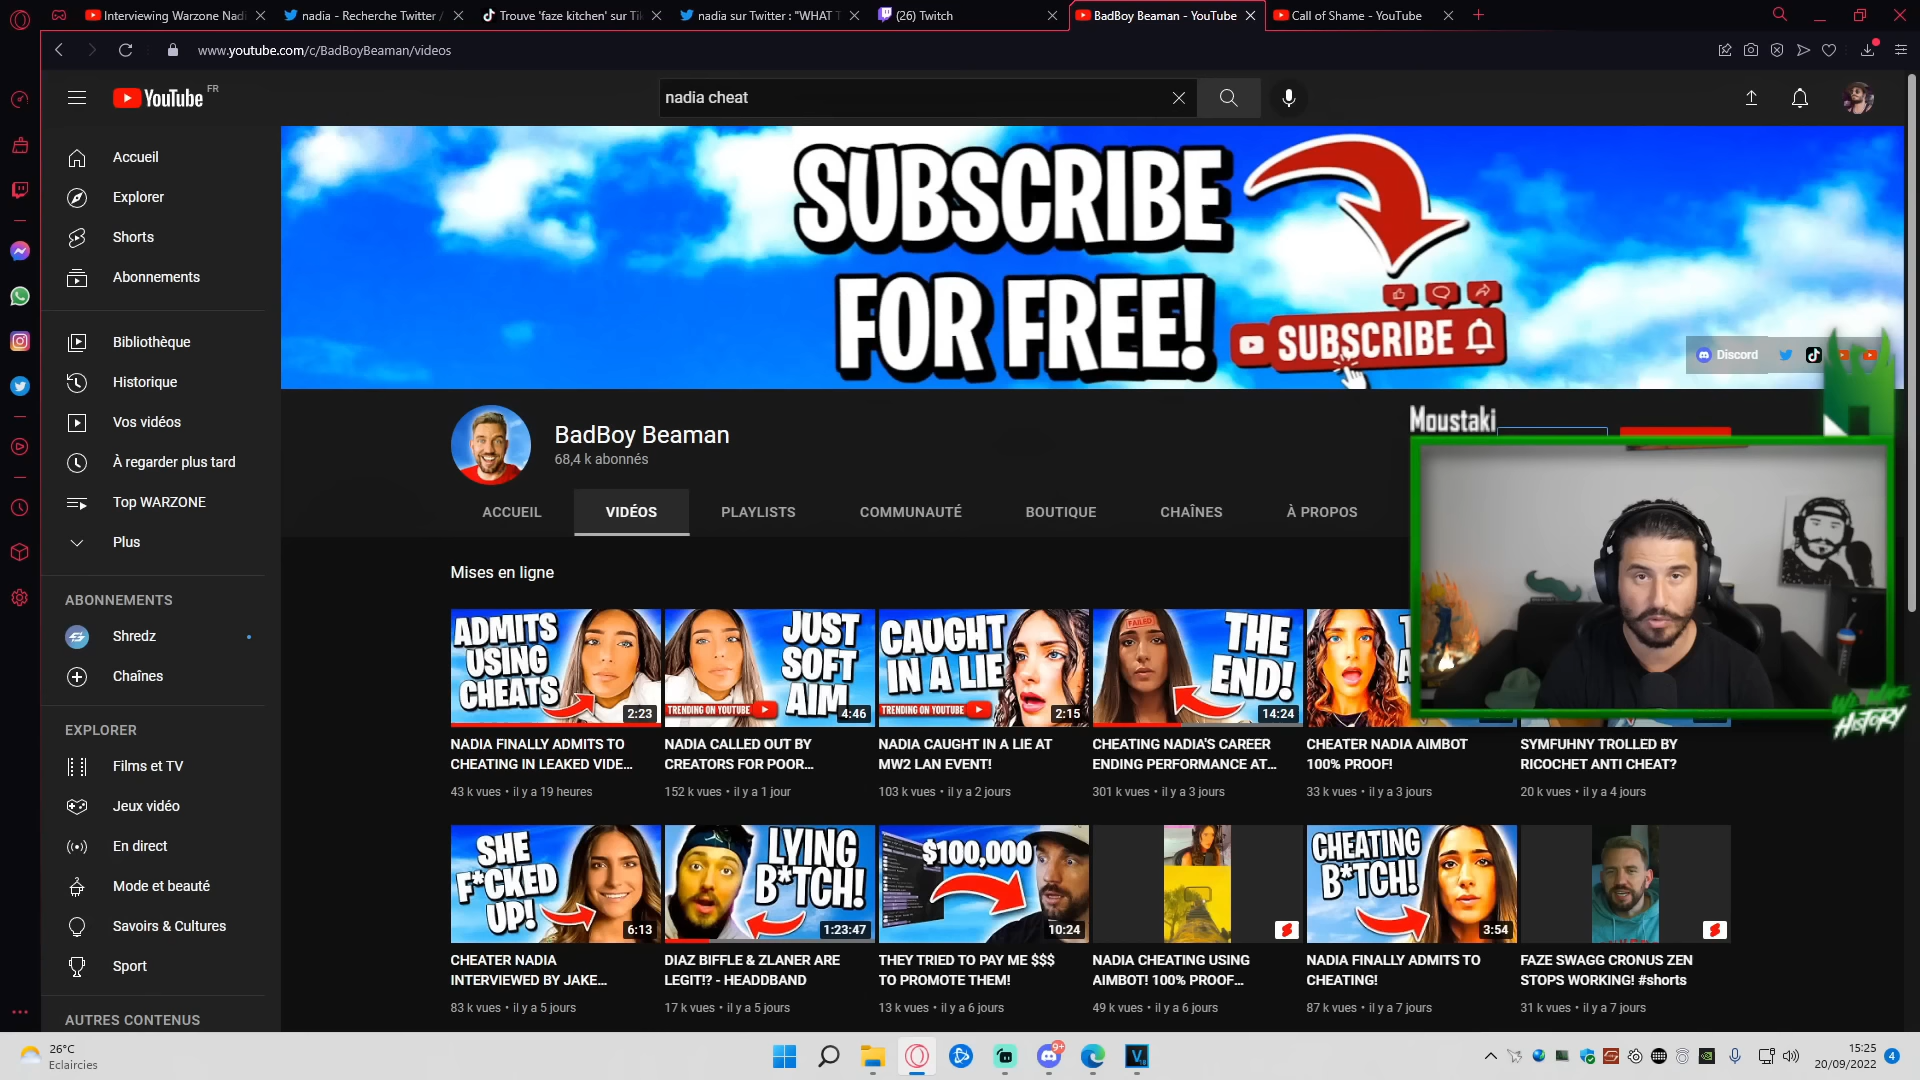 Interviewing Warzone Nadi
nadia - Recherche Twitter /
Trouve 'faze kitchen' sur Tik
nadia sur Twitter : "WHAT T
(26) Twitch
BadBoy Beaman - YouTube
Call of Shame - YouTube
www.youtube.com/c/BadBoyBeaman/videos
YouTube FR
nadia cheat
Accueil
Explorer
Shorts
Abonnements
Bibliothèque
Historique
Vos vidéos
À regarder plus tard
Top WARZONE
Plus
ABONNEMENTS
Shredz
Chaînes
EXPLORER
Films et TV
Jeux vidéo
En direct
Mode et beauté
Savoirs & Cultures
Sport
AUTRES CONTENUS
SUBSCRIBE
FOR FREE!
SUBSCRIBE
Discord
BadBoy Beaman
68,4 k abonnés
Moustaki
ACCUEIL
VIDÉOS
PLAYLISTS
COMMUNAUTÉ
BOUTIQUE
CHAÎNES
À PROPOS
WE MAKE
HISTORY
Mises en ligne
ADMITS
USING
CHEATS
2:23
NADIA FINALLY ADMITS TO
CHEATING IN LEAKED VIDE...
43 k vues • il y a 19 heures
JUST
SOFT
AIM
TRENDING ON YOUTUBE
4:46
NADIA CALLED OUT BY
CREATORS FOR POOR...
152 k vues • il y a 1 jour
CAUGHT
IN A LIE
TRENDING ON YOUTUBE
2:15
NADIA CAUGHT IN A LIE AT
MW2 LAN EVENT!
103 k vues • il y a 2 jours
FAILED
THE
END!
14:24
CHEATING NADIA'S CAREER
ENDING PERFORMANCE AT...
301 k vues • il y a 3 jours
CHEATER NADIA AIMBOT
100% PROOF!
33 k vues • il y a 3 jours
SYMFUHNY TROLLED BY
RICOCHET ANTI CHEAT?
20 k vues • il y a 4 jours
SHE
F*CKED
UP!
6:13
CHEATER NADIA
INTERVIEWED BY JAKE...
83 k vues • il y a 5 jours
LYING
B*TCH!
1:23:47
DIAZ BIFFLE & ZLANER ARE
LEGIT!? - HEADDBAND
17 k vues • il y a 5 jours
$100,000
10:24
THEY TRIED TO PAY ME $$$
TO PROMOTE THEM!
13 k vues • il y a 6 jours
NADIA CHEATING USING
AIMBOT! 100% PROOF...
49 k vues • il y a 6 jours
CHEATING
B*TCH!
3:54
NADIA FINALLY ADMITS TO
CHEATING!
87 k vues • il y a 7 jours
FAZE SWAGG CRONUS ZEN
STOPS WORKING! #shorts
31 k vues • il y a 7 jours
26°C
Eclaircies
9+
15:25
20/09/2022
4